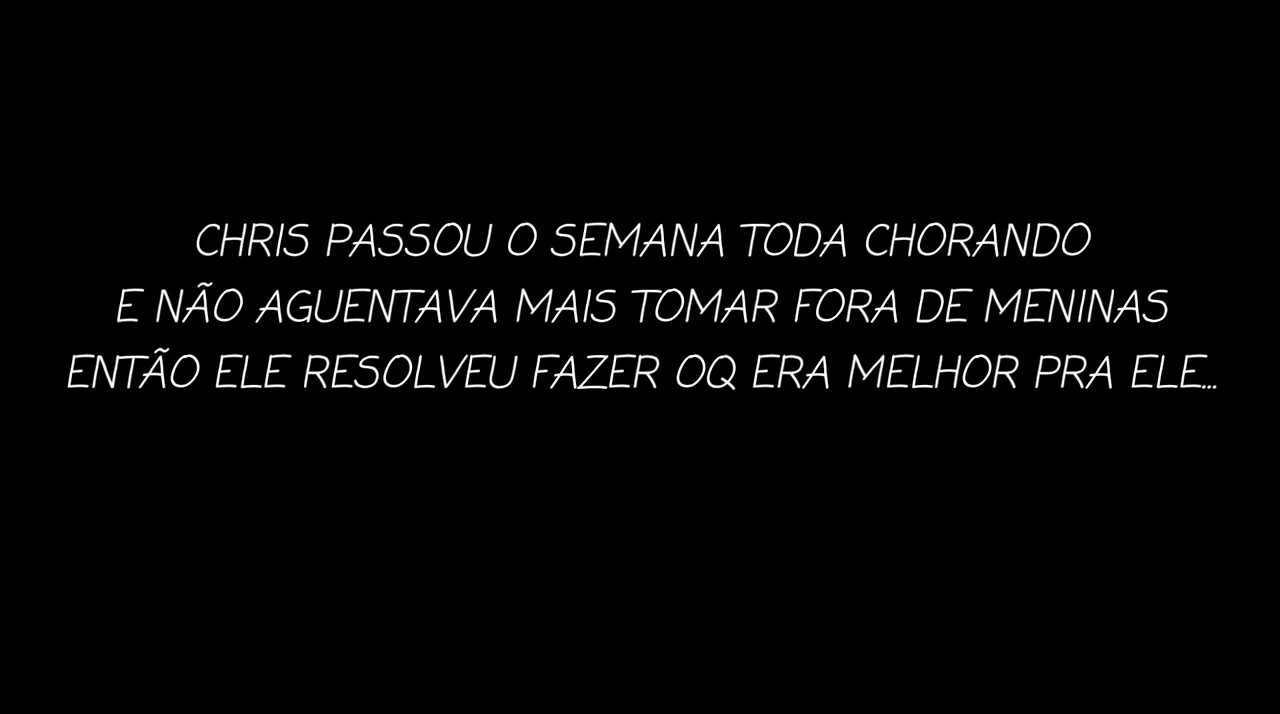 CHRIS PASSOU O SEMANA TODA CHORANDO
E NÃO AGUENTAVA MAIS TOMAR FORA DE MENINAS
ENTÃO ELE RESOLVEU FAZER OQ ERA MELHOR PRA ELE...